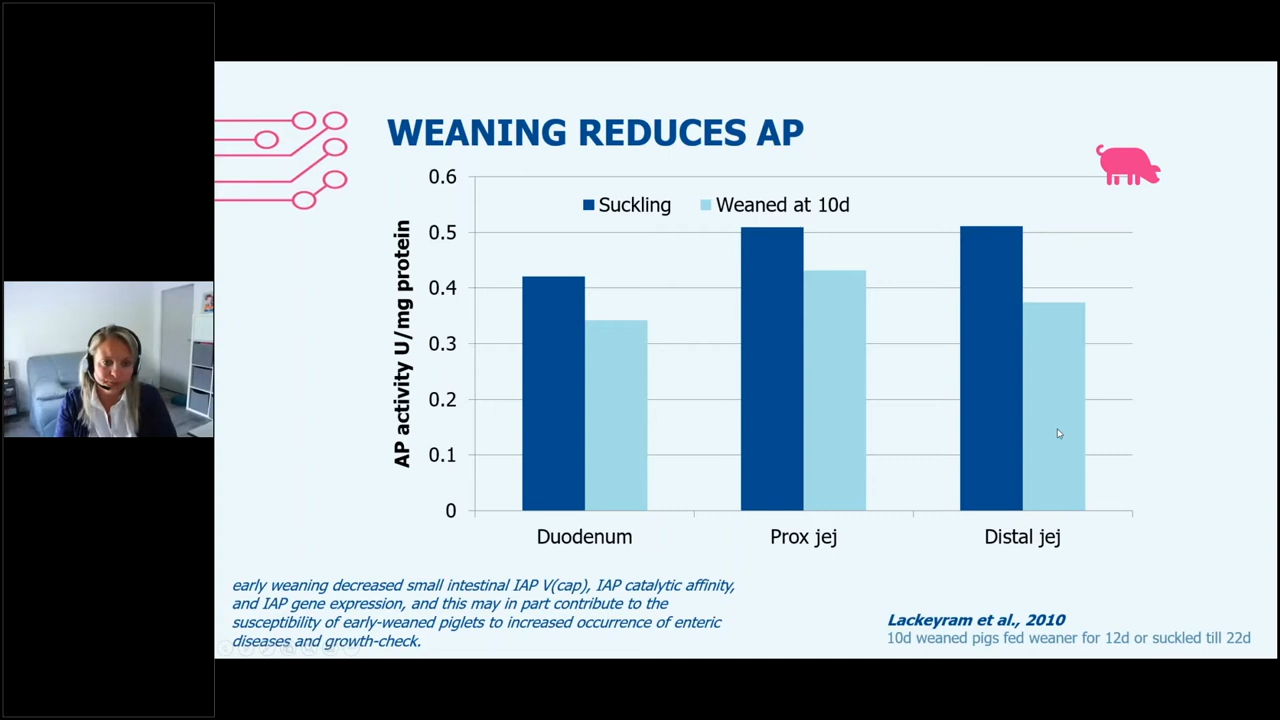 WEANING REDUCES AP
0.6
Suckling Weaned at 10d
0.5
0.4
0.3
0.2
0.1
0
AP activity U/mg protein
Duodenum Prox jej Distal jej
early weaning decreased small intestinal IAP V(cap), IAP catalytic affinity,
and IAP gene expression, and this may in part contribute to the
susceptibility of early-weaned piglets to increased occurrence of enteric
diseases and growth-check.
Lackeyram et al., 2010
10d weaned pigs fed weaner for 12d or suckled till 22d